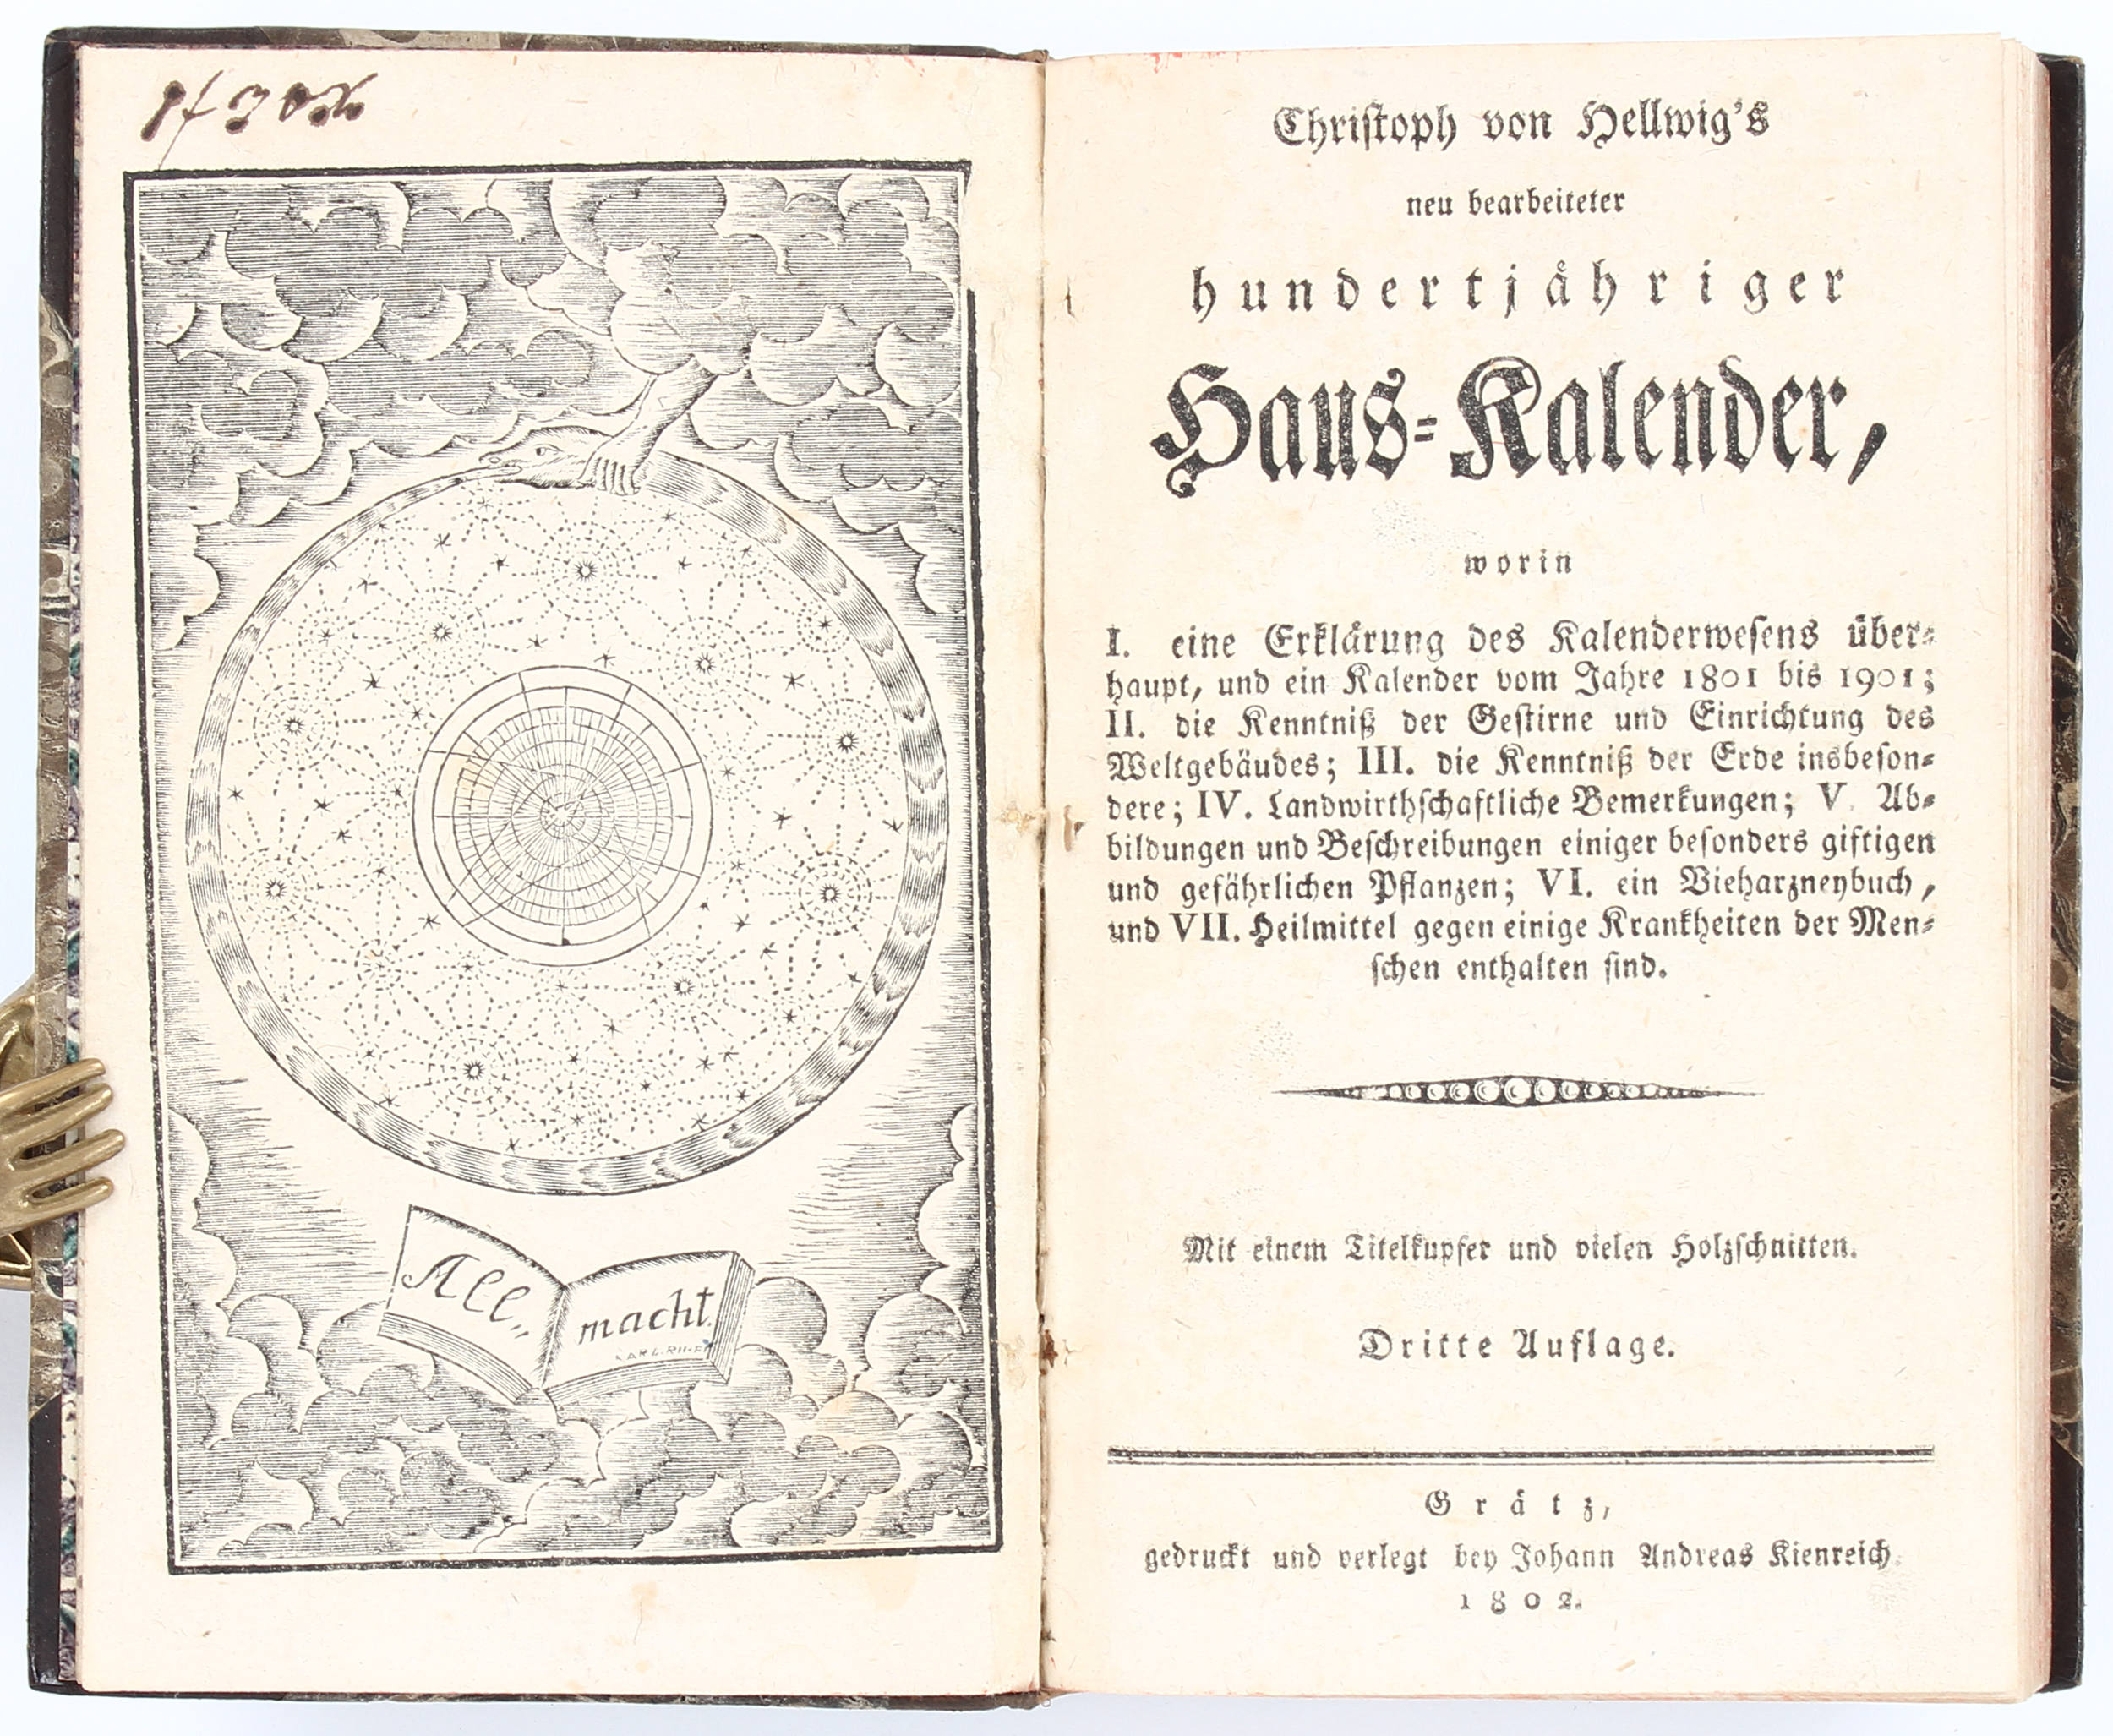 All„
macht.
Christoph von Hellwig's
neu bearbeiteter
hundertjähriger
Haus-Kalender,
worin
I. eine Erklärung des Kalenderwesens über-
haupt, und ein Kalender vom Jahre 1801 bis 1901;
II. die Kenntniß der Gestirne und Einrichtung des
Weltgebäudes; III. die Kenntniß der Erde insbeson-
dere; IV. Landwirthschaftliche Bemerkungen; V. Ab-
bildungen und Beschreibungen einiger besonders giftigen
und gefährlichen Pflanzen; VI. ein Vieharzneybuch,
und VII. Heilmittel gegen einige Krankheiten der Men-
schen enthalten sind.
Mit einem Titelkupfer und vielen Holzschnitten.
Dritte Auflage.
Grätz,
gedruckt und verlegt bey Johann Andreas Kienreich.
1802.